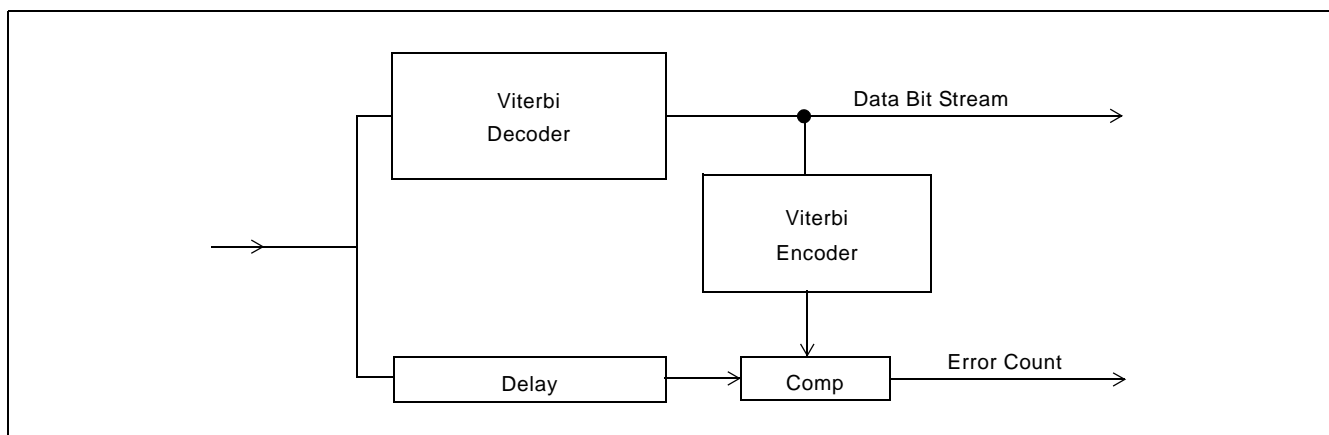 Viterbi
Decoder
Data Bit Stream
Viterbi
Encoder
Delay
Comp
Error Count